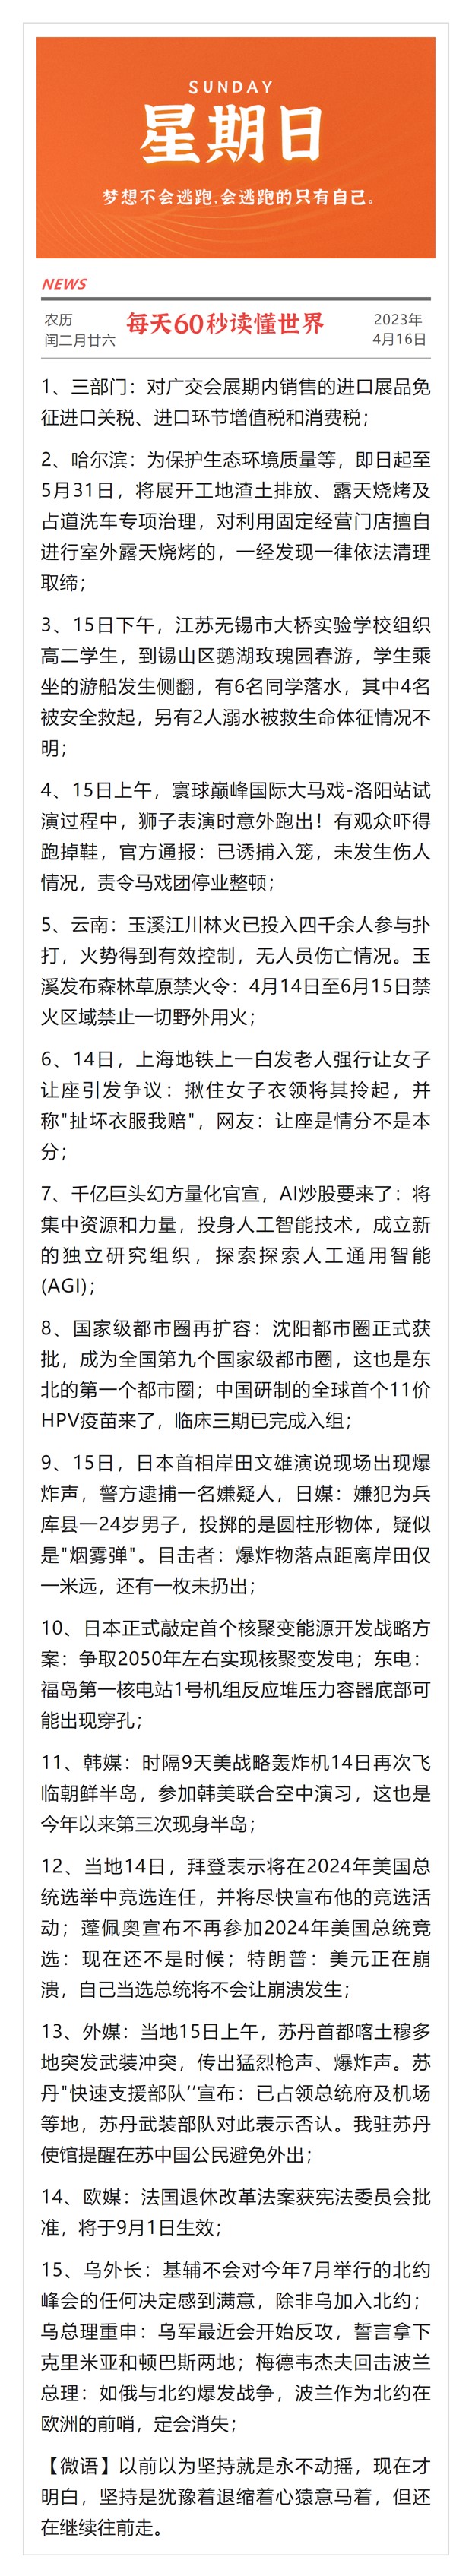 SUNDAY
星期日
梦想不会逃跑,会逃跑的只有自己。
NEWS
农历
闰二月廿六
每天60秒读懂世界
2023年
4月16日
1、三部门：对广交会展期内销售的进口展品免
征进口关税、进口环节增值税和消费税；
2、哈尔滨：为保护生态环境质量等，即日起至
5月31日，将展开工地渣土排放、露天烧烤及
占道洗车专项治理，对利用固定经营门店擅自
进行室外露天烧烤的，一经发现一律依法清理
取缔；
3、15日下午，江苏无锡市大桥实验学校组织
高二学生，到锡山区鹅湖玫瑰园春游，学生乘
坐的游船发生侧翻，有6名同学落水，其中4名
被安全救起，另有2人溺水被救生命体征情况不
明；
4、15日上午，寰球巅峰国际大马戏-洛阳站试
演过程中，狮子表演时意外跑出！有观众吓得
跑掉鞋，官方通报：已诱捕入笼，未发生伤人
情况，责令马戏团停业整顿；
5、云南：玉溪江川林火已投入四千余人参与扑
打，火势得到有效控制，无人员伤亡情况。玉
溪发布森林草原禁火令：4月14日至6月15日禁
火区域禁止一切野外用火；
6、14日，上海地铁上一白发老人强行让女子
让座引发争议：揪住女子衣领将其拎起，并
称"扯坏衣服我赔"，网友：让座是情分不是本
分；
7、千亿巨头幻方量化官宣，AI炒股要来了：将
集中资源和力量，投身人工智能技术，成立新
的独立研究组织，探索探索人工通用智能
(AGI)；
8、国家级都市圈再扩容：沈阳都市圈正式获
批，成为全国第九个国家级都市圈，这也是东
北的第一个都市圈；中国研制的全球首个11价
HPV疫苗来了，临床三期已完成入组；
9、15日，日本首相岸田文雄演说现场出现爆
炸声，警方逮捕一名嫌疑人，日媒：嫌犯为兵
库县一24岁男子，投掷的是圆柱形物体，疑似
是"烟雾弹"。目击者：爆炸物落点距离岸田仅
一米远，还有一枚未扔出；
10、日本正式敲定首个核聚变能源开发战略方
案：争取2050年左右实现核聚变发电；东电：
福岛第一核电站1号机组反应堆压力容器底部可
能出现穿孔；
11、韩媒：时隔9天美战略轰炸机14日再次飞
临朝鲜半岛，参加韩美联合空中演习，这也是
今年以来第三次现身半岛；
12、当地14日，拜登表示将在2024年美国总
统选举中竞选连任，并将尽快宣布他的竞选活
动；蓬佩奥宣布不再参加2024年美国总统竞
选：现在还不是时候；特朗普：美元正在崩
溃，自己当选总统将不会让崩溃发生；
13、外媒：当地15日上午，苏丹首都喀土穆多
地突发武装冲突，传出猛烈枪声、爆炸声。苏
丹"快速支援部队‘’宣布：已占领总统府及机场
等地，苏丹武装部队对此表示否认。我驻苏丹
使馆提醒在苏中国公民避免外出；
14、欧媒：法国退休改革法案获宪法委员会批
准，将于9月1日生效；
15、乌外长：基辅不会对今年7月举行的北约
峰会的任何决定感到满意，除非乌加入北约；
乌总理重申：乌军最近会开始反攻，誓言拿下
克里米亚和顿巴斯两地；梅德韦杰夫回击波兰
总理：如俄与北约爆发战争，波兰作为北约在
欧洲的前哨，定会消失；
【微语】以前以为坚持就是永不动摇，现在才
明白，坚持是犹豫着退缩着心猿意马着，但还
在继续往前走。